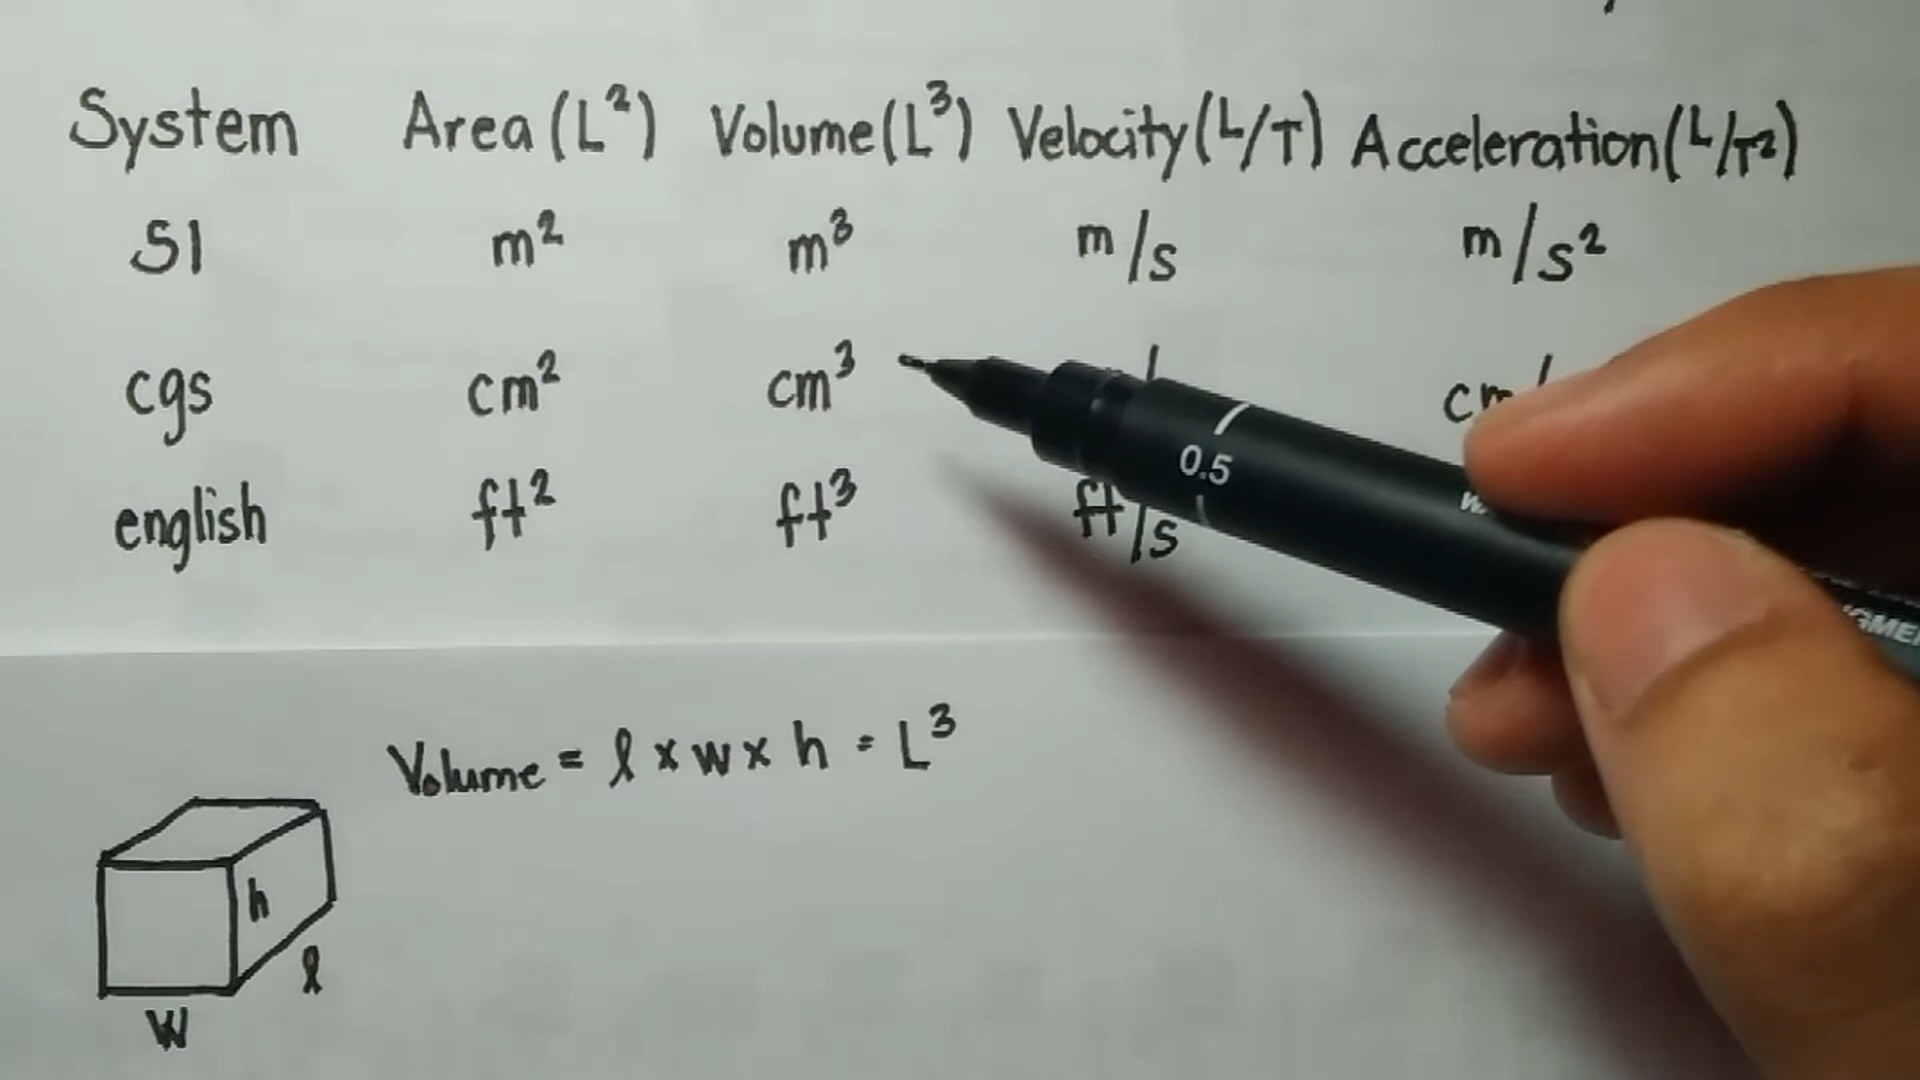 System Area (L²) Volume (L³) Velocity (L/T) Acceleration (L/T²)
SI m² m³ m/s m/s²
cgs cm² cm³ cm/
english ft² ft³ ft/s
0.5
Volume = l x w x h = L³
h
l
W